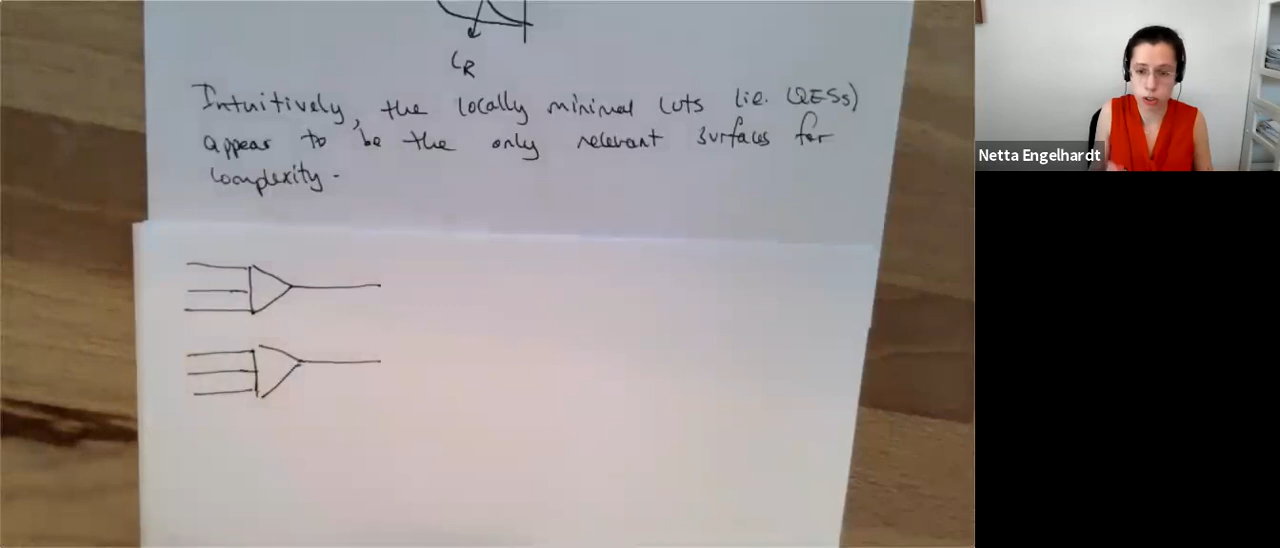 C_R
Intuitively, the locally minimal cuts (i.e. QESs)
appear to be the only relevant surfaces for
complexity.
Netta Engelhardt